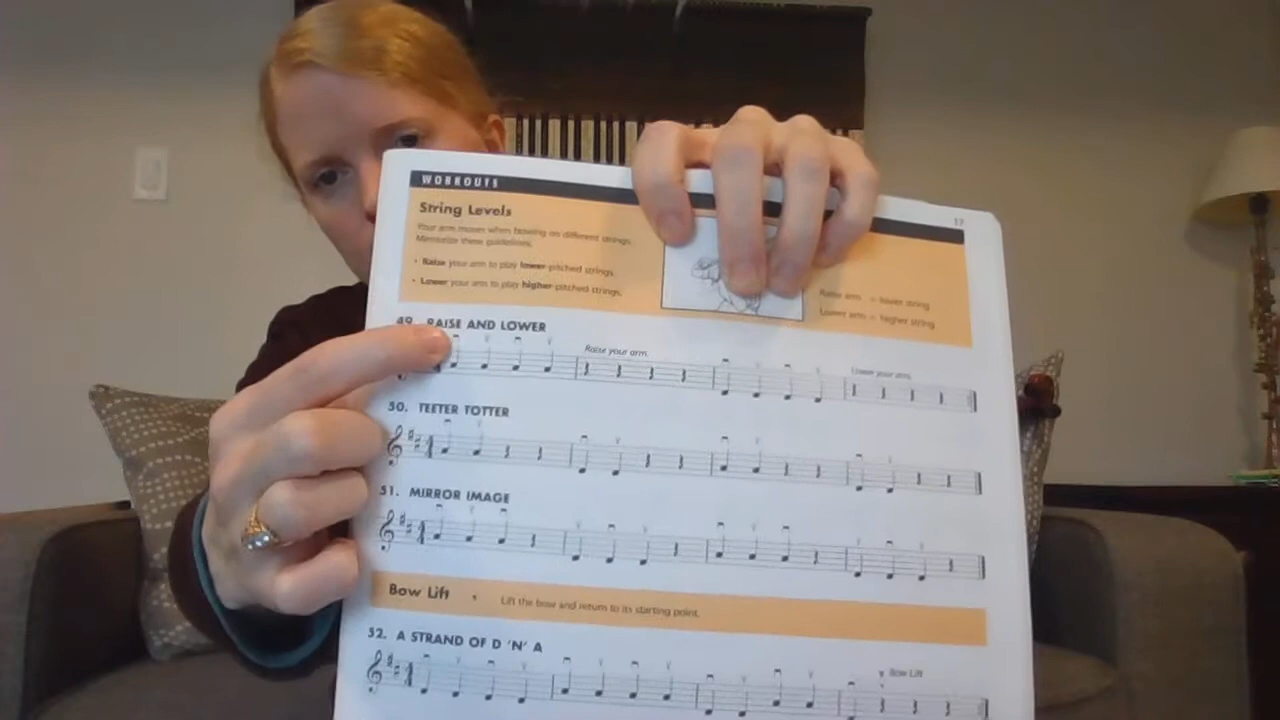 WORKOUTS
17
String Levels
Your arm moves when bowing on different strings.
Memorize these guidelines.
• Raise your arm to play lower pitched strings.
• Lower your arm to play higher pitched strings.
Raise arm = lower string
Lower arm = higher string
49. RAISE AND LOWER
Raise your arm.
Lower your arm.
50. TEETER TOTTER
51. MIRROR IMAGE
Bow Lift , Lift the bow and return to its starting point.
52. A STRAND OF D 'N' A
Bow Lift